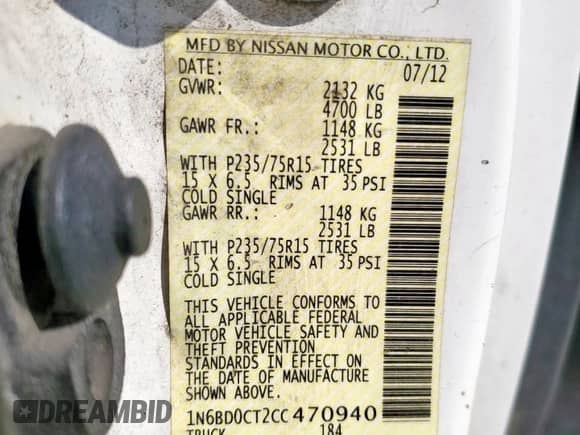 MFD BY NISSAN MOTOR CO., LTD.
DATE: 07/12
GVWR: 2132 KG
4700 LB
GAWR FR.: 1148 KG
2531 LB
WITH P235/75R15 TIRES
15 X 6.5 RIMS AT 35 PSI
COLD SINGLE
GAWR RR.: 1148 KG
2531 LB
WITH P235/75R15 TIRES
15 X 6.5 RIMS AT 35 PSI
COLD SINGLE
THIS VEHICLE CONFORMS TO
ALL APPLICABLE FEDERAL
MOTOR VEHICLE SAFETY AND
THEFT PREVENTION
STANDARDS IN EFFECT ON
THE DATE OF MANUFACTURE
SHOWN ABOVE.
1N6BD0CT2CC470940
TRUCK 184
DREAMBID